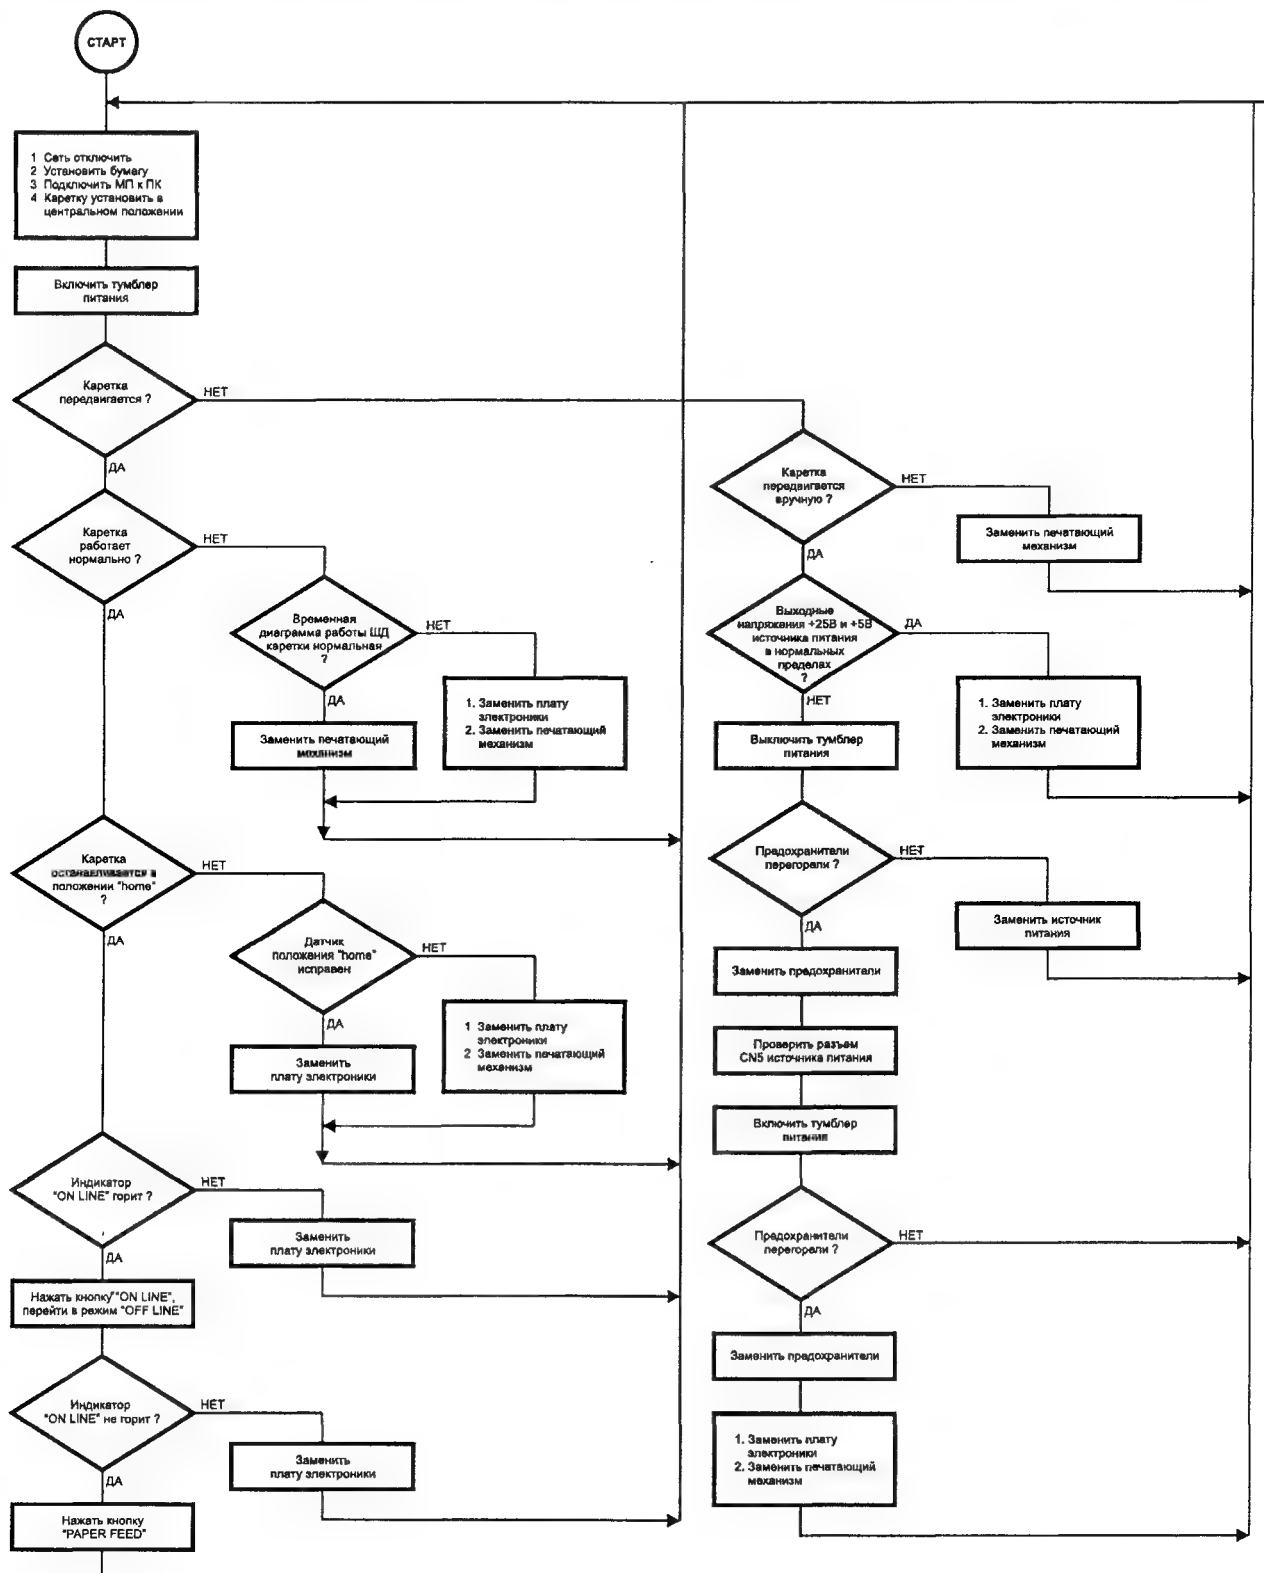 СТАРТ
1 Сеть отключить
2 Установить бумагу
3 Подключить МП к ПК
4 Каретку установить в
центральном положении
Включить тумблер
питания
Каретка
передвигается ?
НЕТ
ДА
Каретка
работает
нормально ?
НЕТ
ДА
Временная
диаграмма работы ШД
каретки нормальная
?
НЕТ
ДА
1. Заменить плату
электроники
2. Заменить печатающий
механизм
Заменить печатающий
механизм
Каретка
останавливается в
положении "home"
?
НЕТ
ДА
Датчик
положения "home"
исправен
НЕТ
ДА
1 Заменить плату
электроники
2 Заменить печатающий
механизм
Заменить
плату электроники
Индикатор
"ON LINE" горит ?
НЕТ
ДА
Заменить
плату электроники
Нажать кнопку "ON LINE",
перейти в режим "OFF LINE"
Индикатор
"ON LINE" не горит ?
НЕТ
ДА
Заменить
плату электроники
Нажать кнопку
"PAPER FEED"
Каретка
передвигается
вручную ?
НЕТ
ДА
Заменить печатающий
механизм
Выходные
напряжения +25В и +5В
источника питания
в нормальных
пределах
?
ДА
НЕТ
1. Заменить плату
электроники
2. Заменить печатающий
механизм
Выключить тумблер
питания
Предохранители
перегорели ?
НЕТ
ДА
Заменить источник
питания
Заменить предохранители
Проверить разъем
CN5 источника питания
Включить тумблер
питания
Предохранители
перегорели ?
НЕТ
ДА
Заменить предохранители
1. Заменить плату
электроники
2. Заменить печатающий
механизм